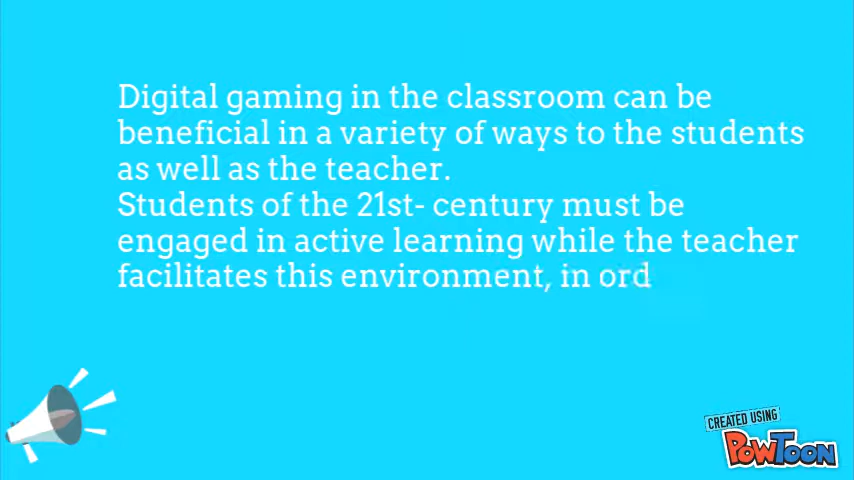 Digital gaming in the classroom can be
beneficial in a variety of ways to the students
as well as the teacher.
Students of the 21st- century must be
engaged in active learning while the teacher
facilitates this environment, in ord
CREATED USING
POWTOON